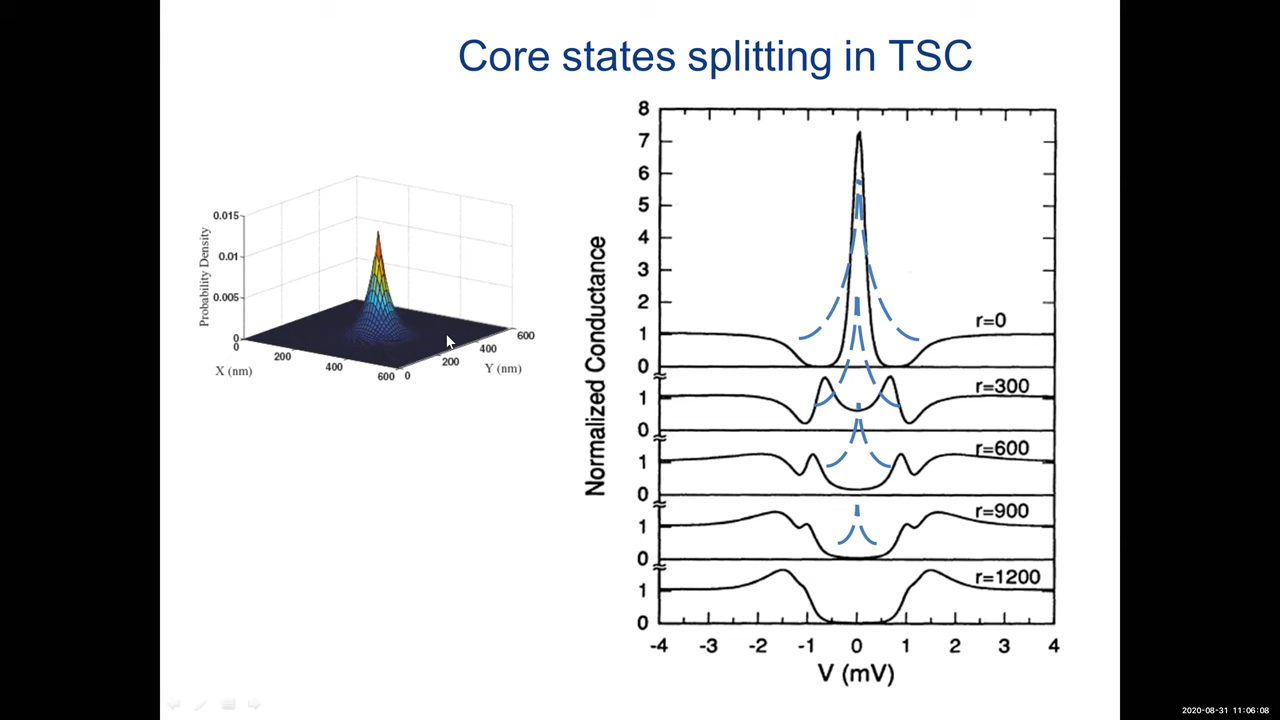 Core states splitting in TSC
0.015
0.01
0.005
0
Probability Density
0
200
400
600
X (nm)
0
200
400
600
Y (nm)
8
7
6
5
4
3
2
1
0
1
0
1
0
1
0
1
0
Normalized Conductance
r=0
r=300
r=600
r=900
r=1200
-4 -3 -2 -1 0 1 2 3 4
V (mV)
2020-08-31 11:06:08